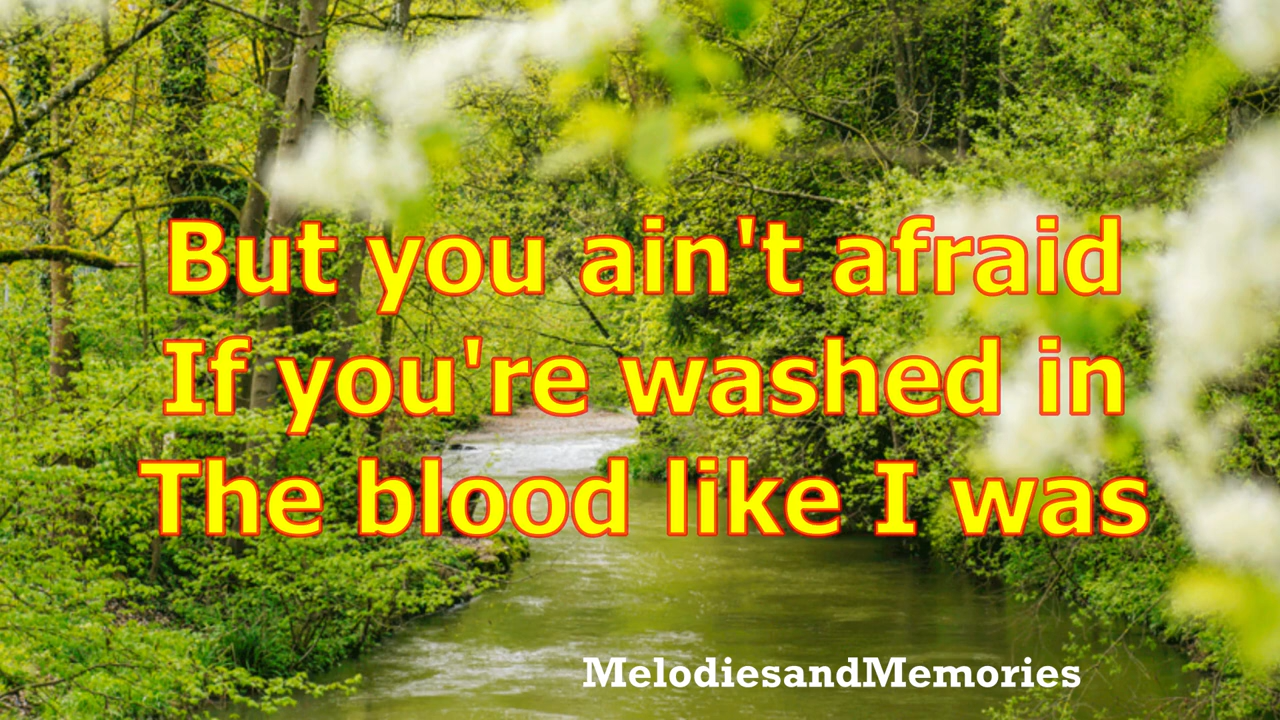 But you ain't afraid
If you're washed in
The blood like I was
MelodiesandMemories